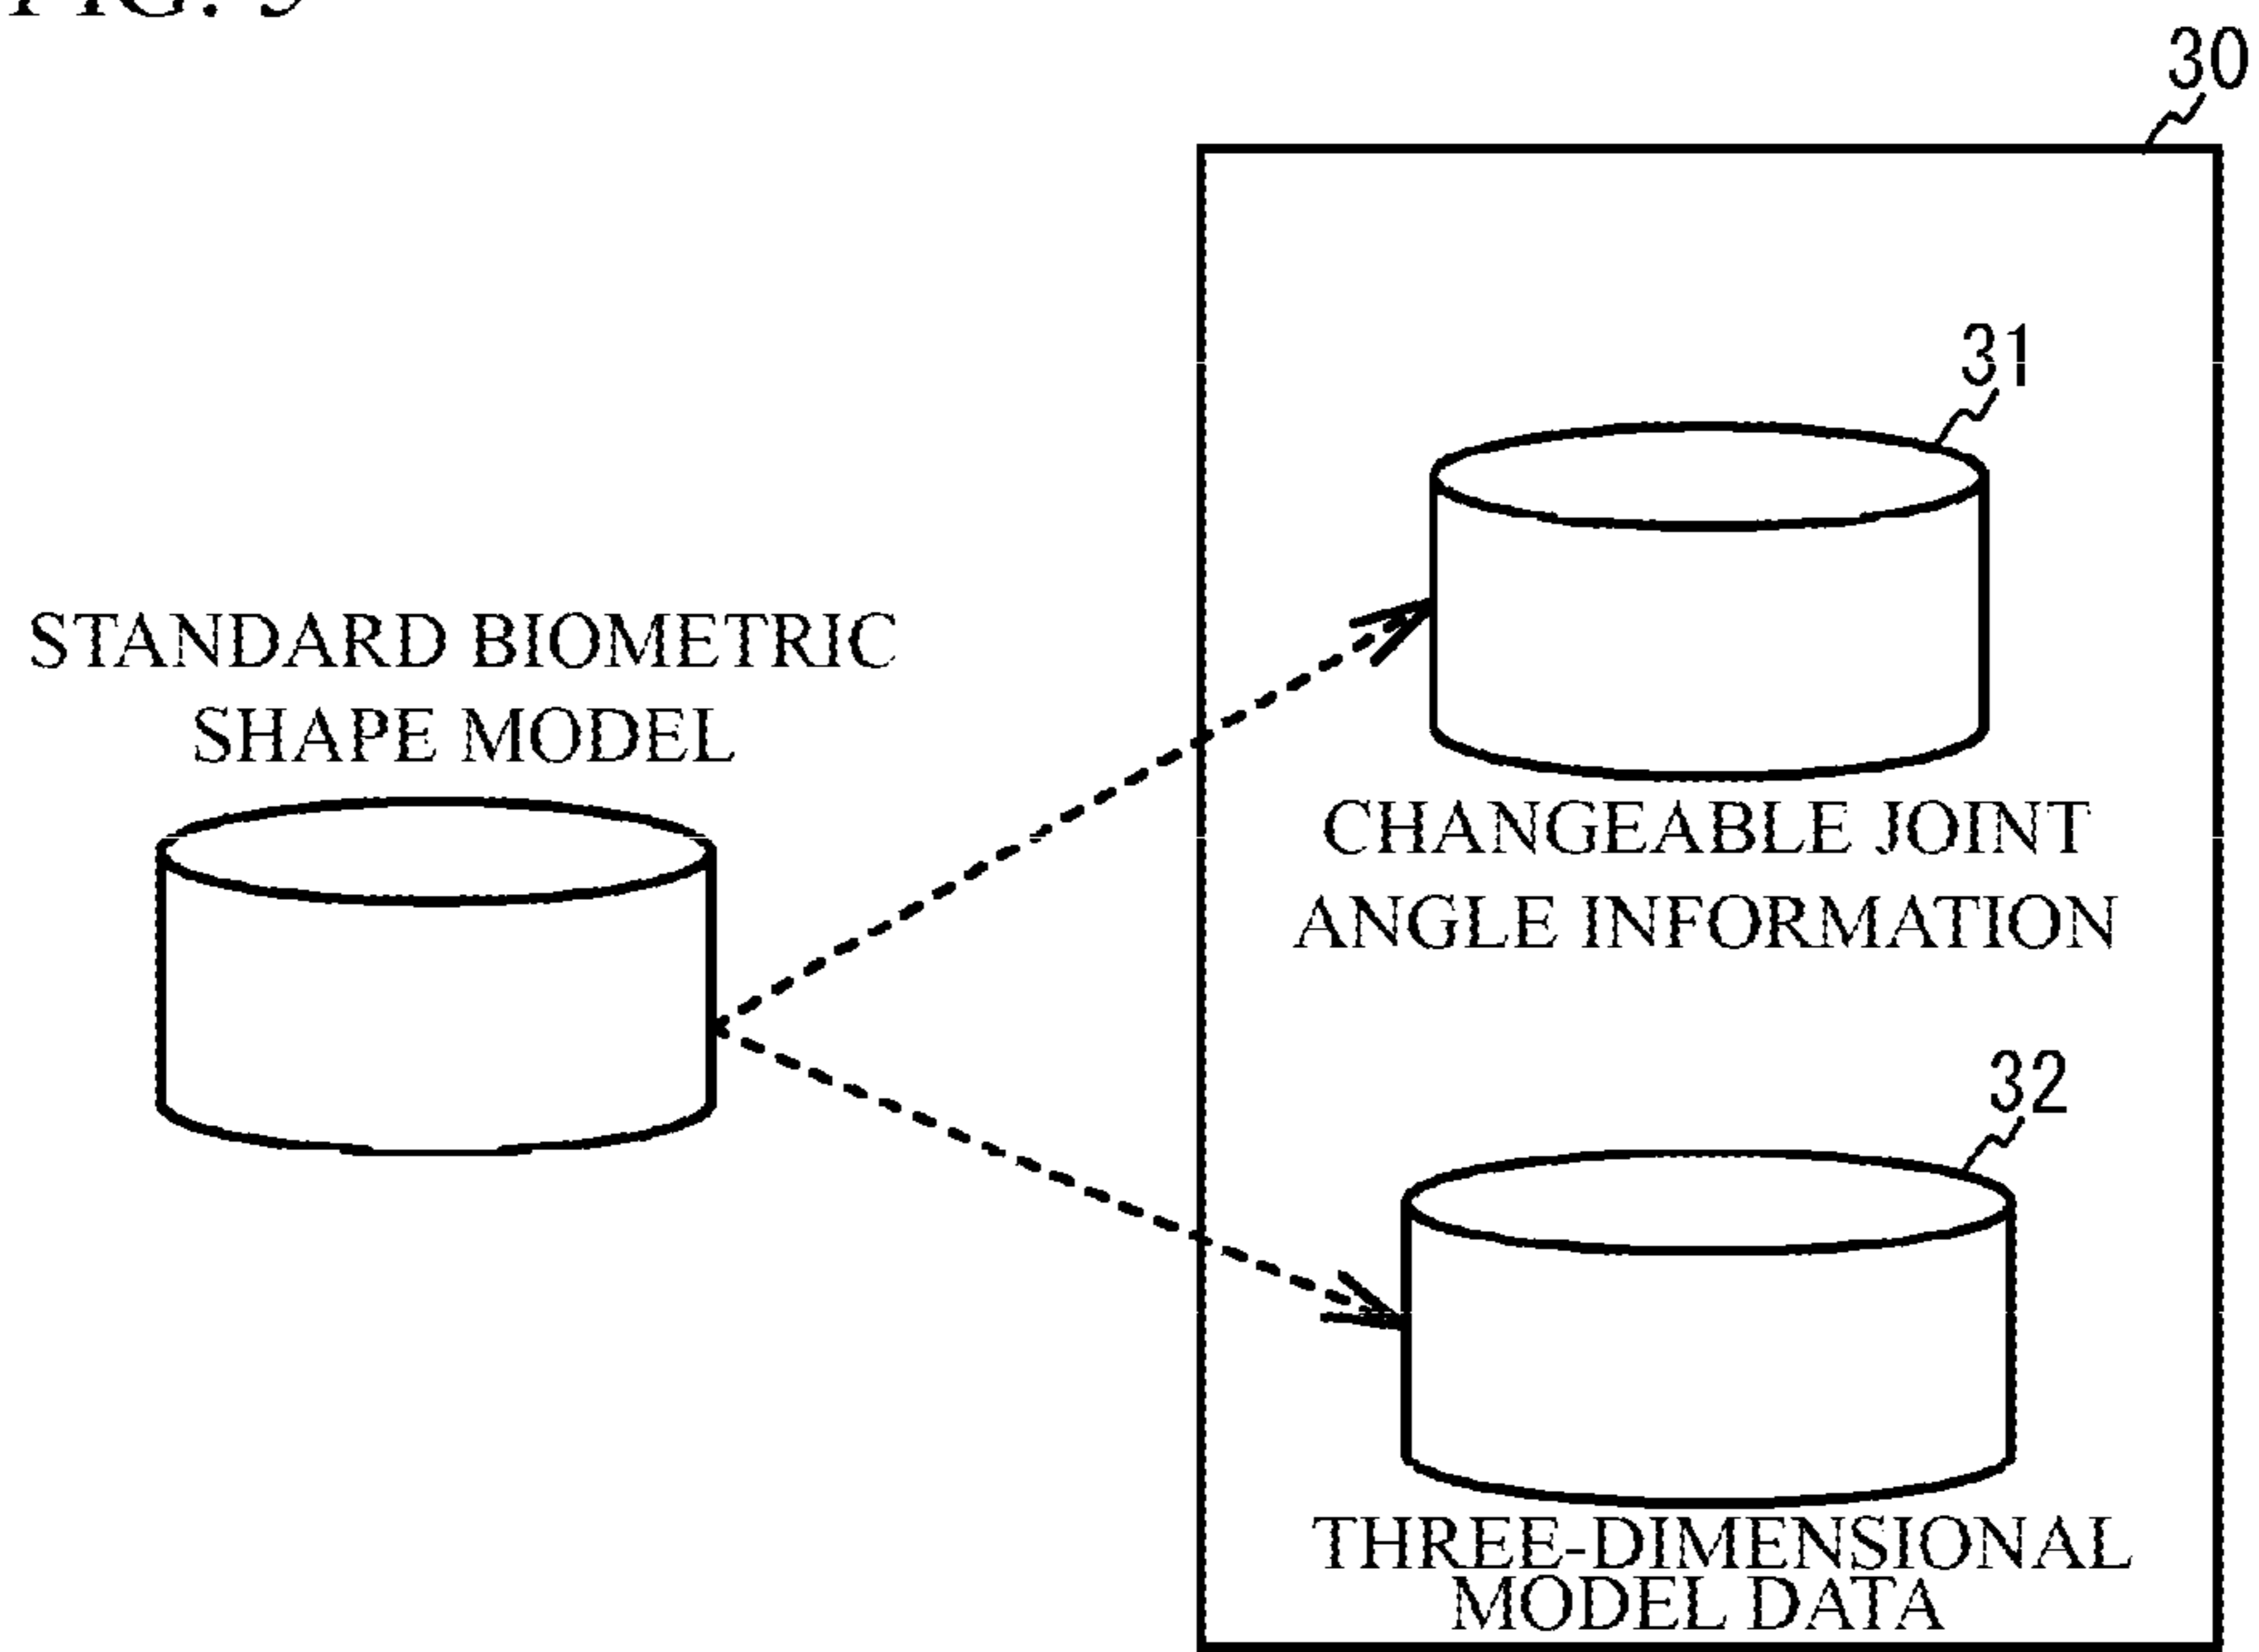 30
31
STANDARD BIOMETRIC
SHAPE MODEL
CHANGEABLE JOINT
ANGLE INFORMATION
32
THREE-DIMENSIONAL
MODEL DATA